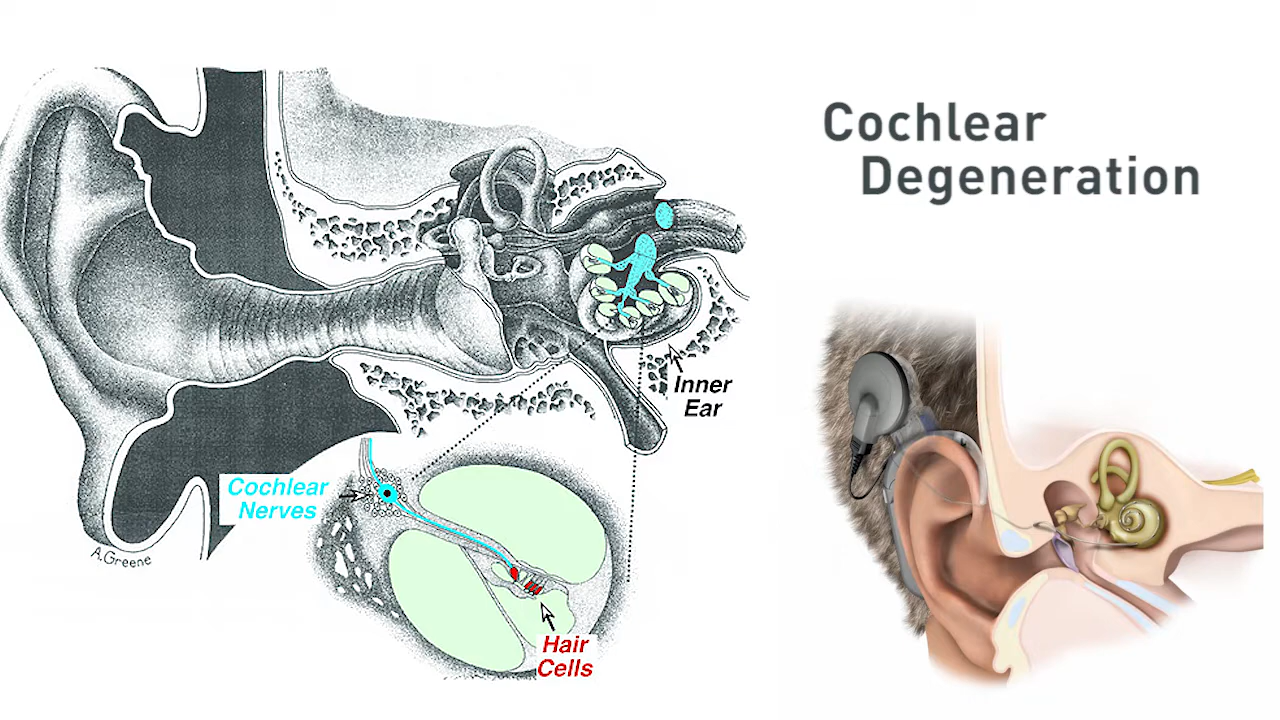 Cochlear
Degeneration
Inner
Ear
Cochlear
Nerves
A.Greene
Hair
Cells